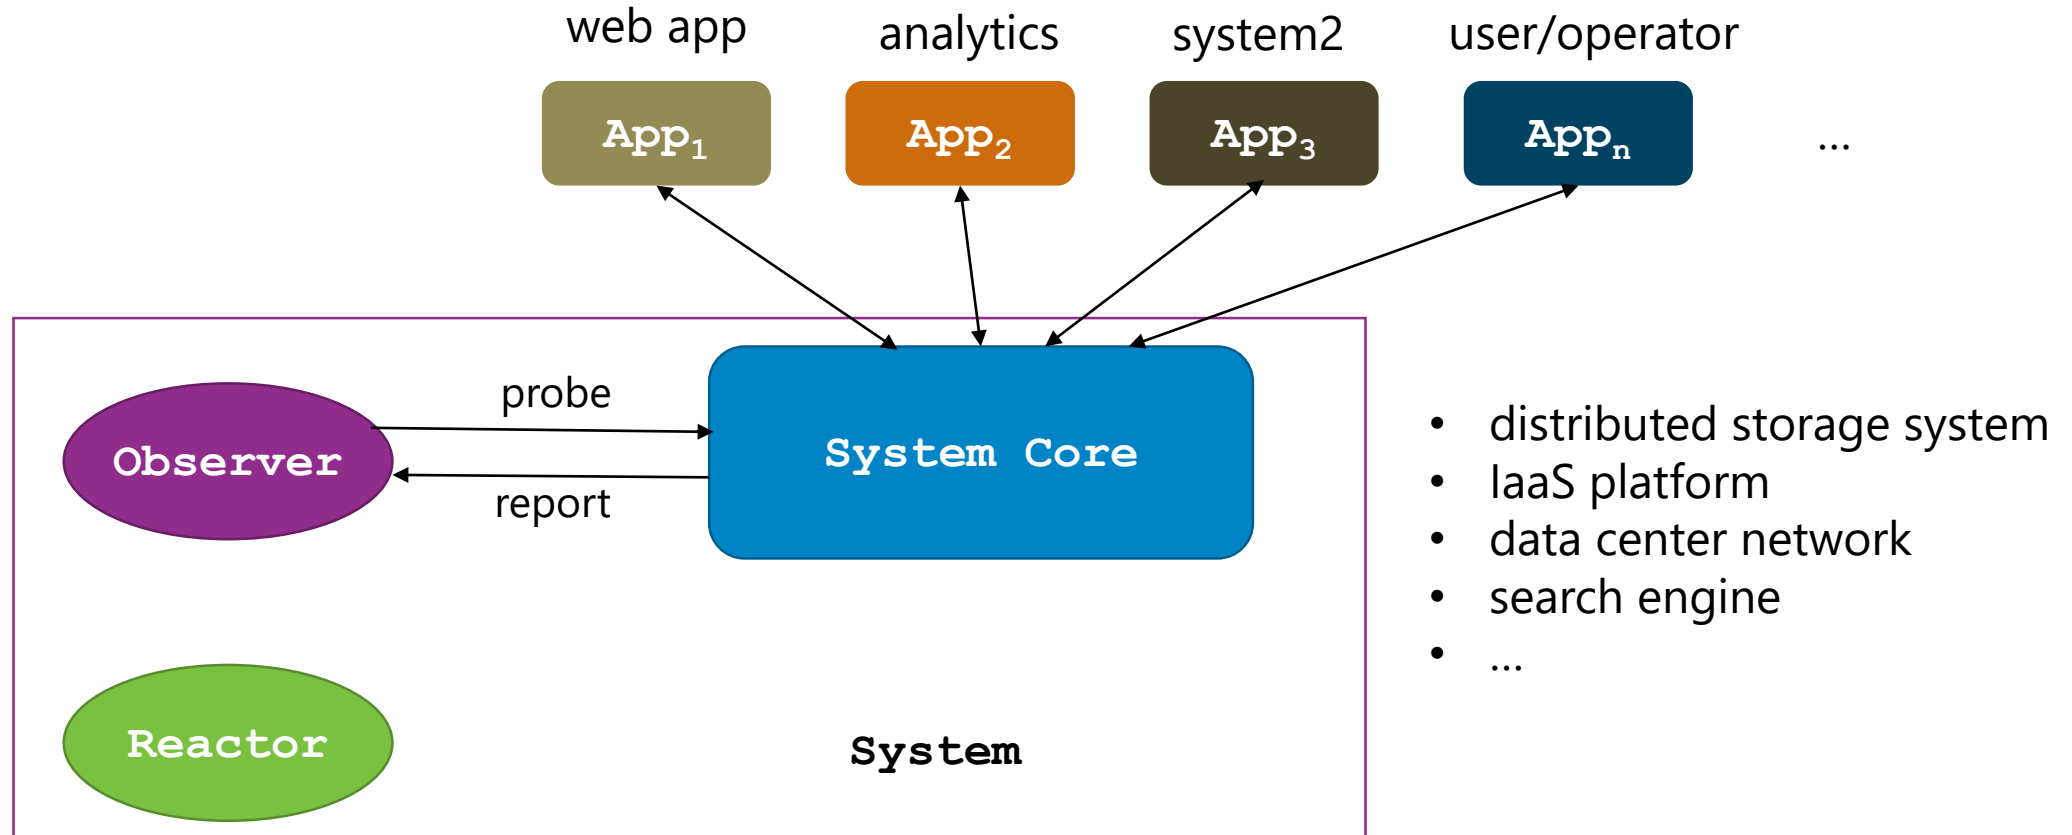 web app
analytics
system2
user/operator
App₁
App₂
App₃
Appₙ
...
probe
Observer
System Core
report
• distributed storage system
• IaaS platform
• data center network
• search engine
• ...
Reactor
System